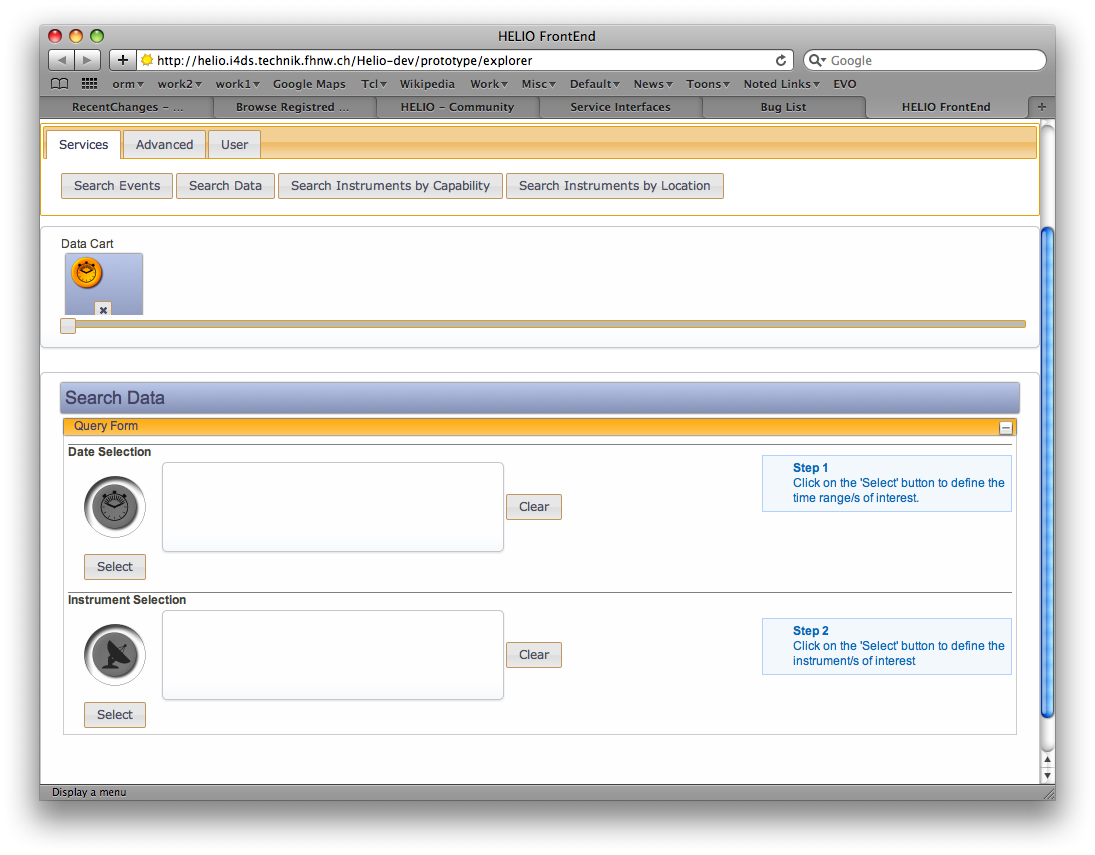 HELIO FrontEnd
http://helio.i4ds.technik.fhnw.ch/Helio-dev/prototype/explorer
Google
orm work2 work1 Google Maps Tcl Wikipedia Work Misc Default News Toons Noted Links EVO
RecentChanges – ... Browse Registred ... HELIO – Community Service Interfaces Bug List HELIO FrontEnd
Services Advanced User
Search Events Search Data Search Instruments by Capability Search Instruments by Location
Data Cart
Search Data
Query Form
Date Selection
Step 1
Click on the 'Select' button to define the
time range/s of interest.
Clear
Select
Instrument Selection
Step 2
Click on the 'Select' button to define the
instrument/s of interest
Clear
Select
Display a menu